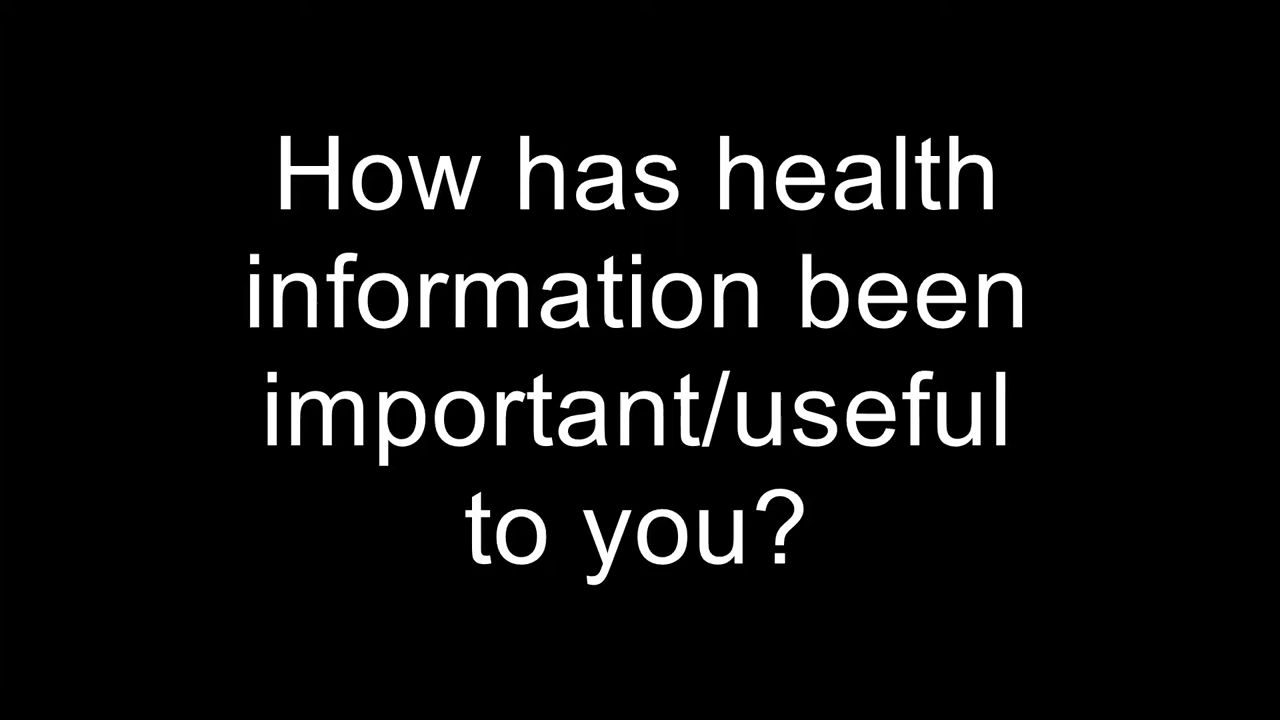 How has health
information been
important/useful
to you?